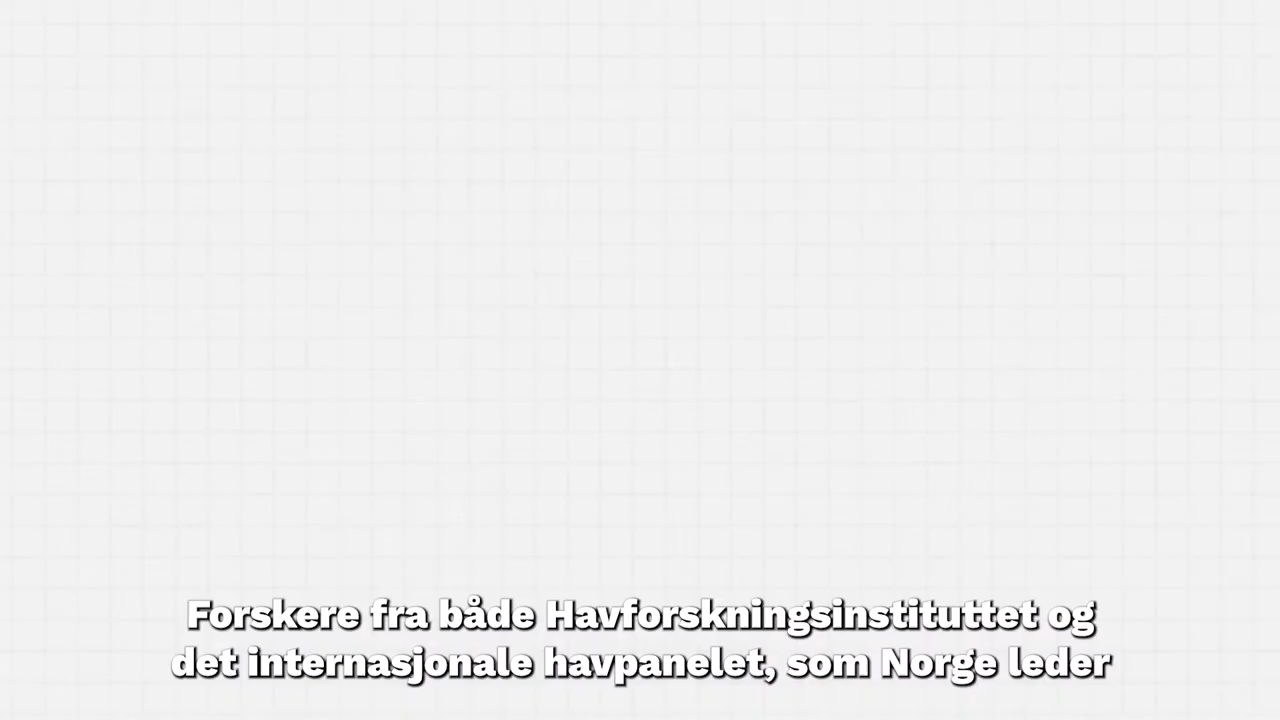 Forskere fra både Havforskningsinstituttet og
det internasjonale havpanelet, som Norge leder